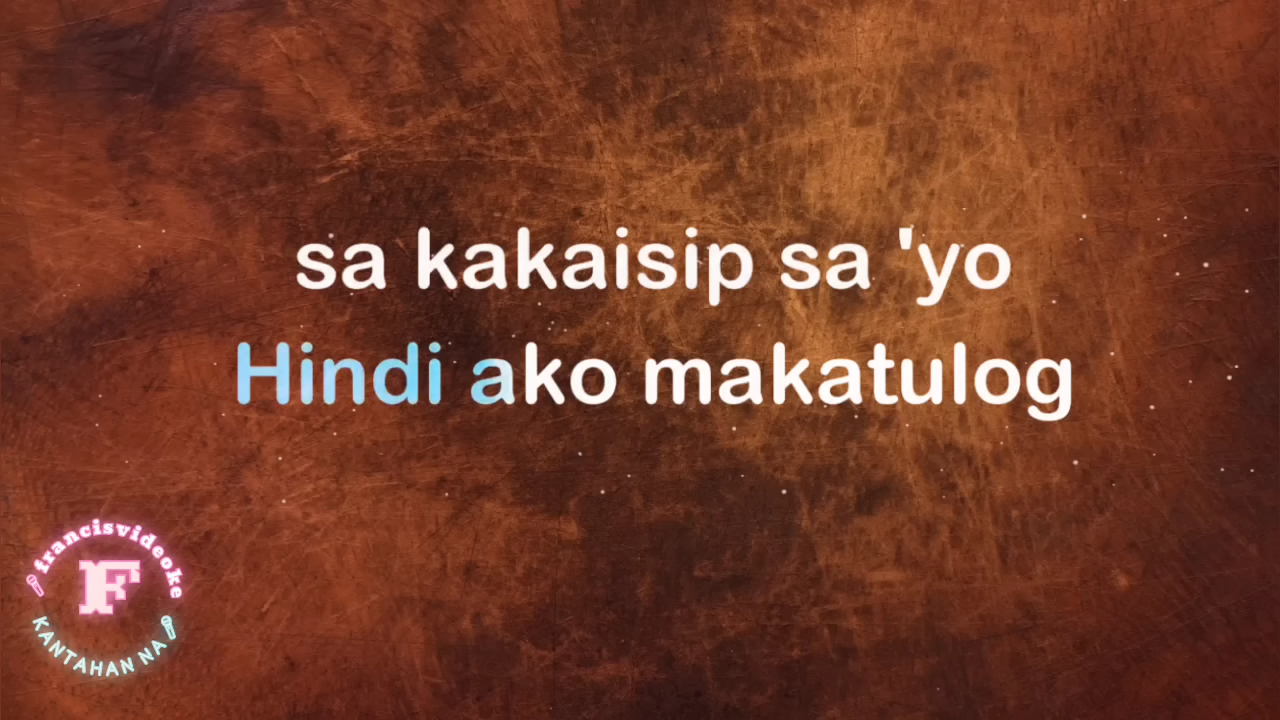 sa kakaisip sa 'yo
Hindi ako makatulog
francisvideoke
F
KANTAHAN NA